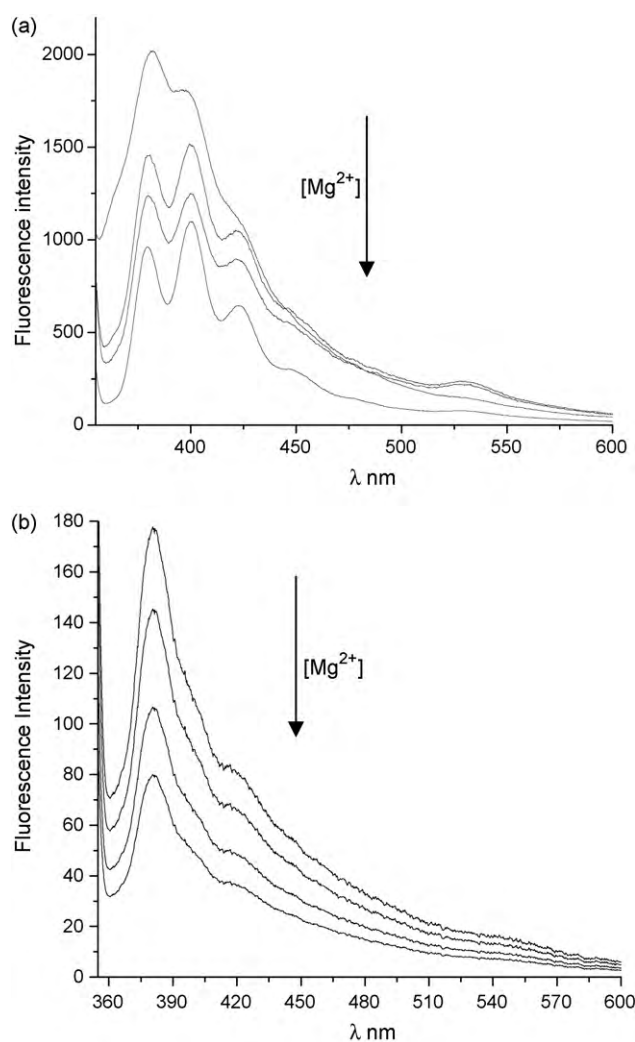 (a)
2000
1500
1000
500
0
Fluorescence intensity
[Mg²⁺]
400 450 500 550 600
λ nm
(b)
180
160
140
120
100
80
60
40
20
0
Fluorescence Intensity
[Mg²⁺]
360 390 420 450 480 510 540 570 600
λ nm